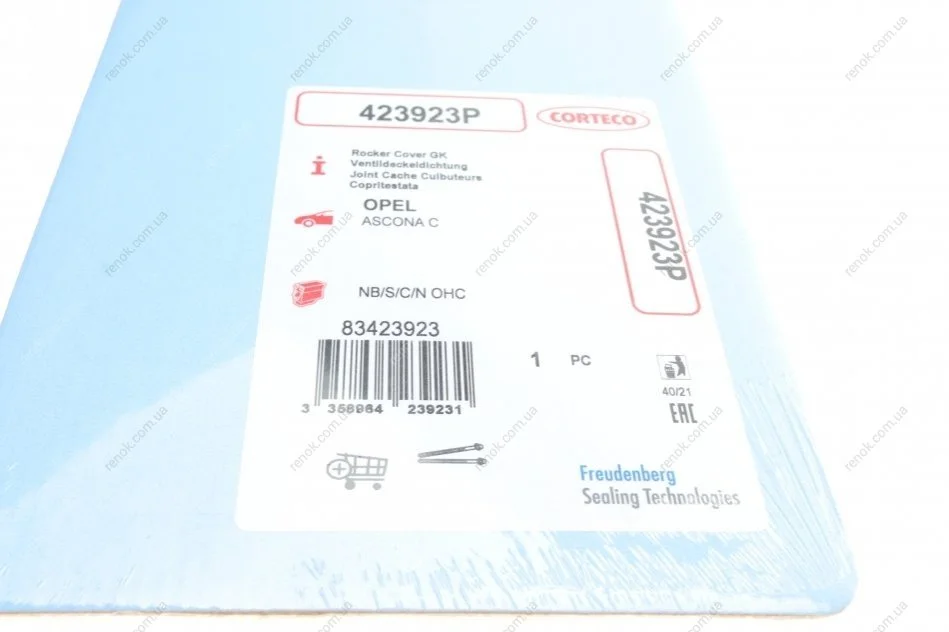 423923P
CORTECO
Rocker Cover GK
Ventildeckeldichtung
Joint Cache Culbuteurs
Copritestata
OPEL
ASCONA C
423923P
NB/S/C/N OHC
83423923
1 PC
3 358964 239231
40/21
EAC
Freudenberg
Sealing Technologies
renok.com.ua